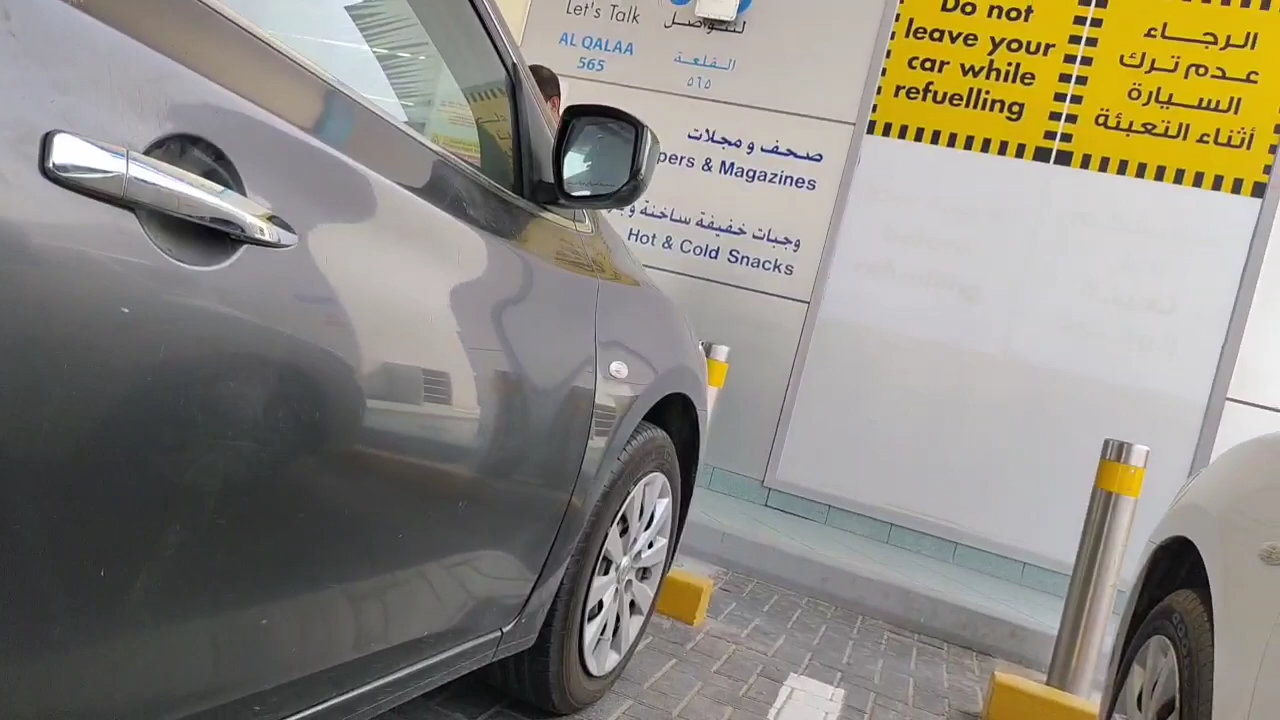 Let's Talk
لنتواصل
AL QALAA
565
القلعة
٥٦٥
صحف و مجلات
pers & Magazines
وجبات خفيفة ساخنة
Hot & Cold Snacks
Do not
leave your
car while
refuelling
الرجاء
عدم ترك
السيارة
أثناء التعبئة